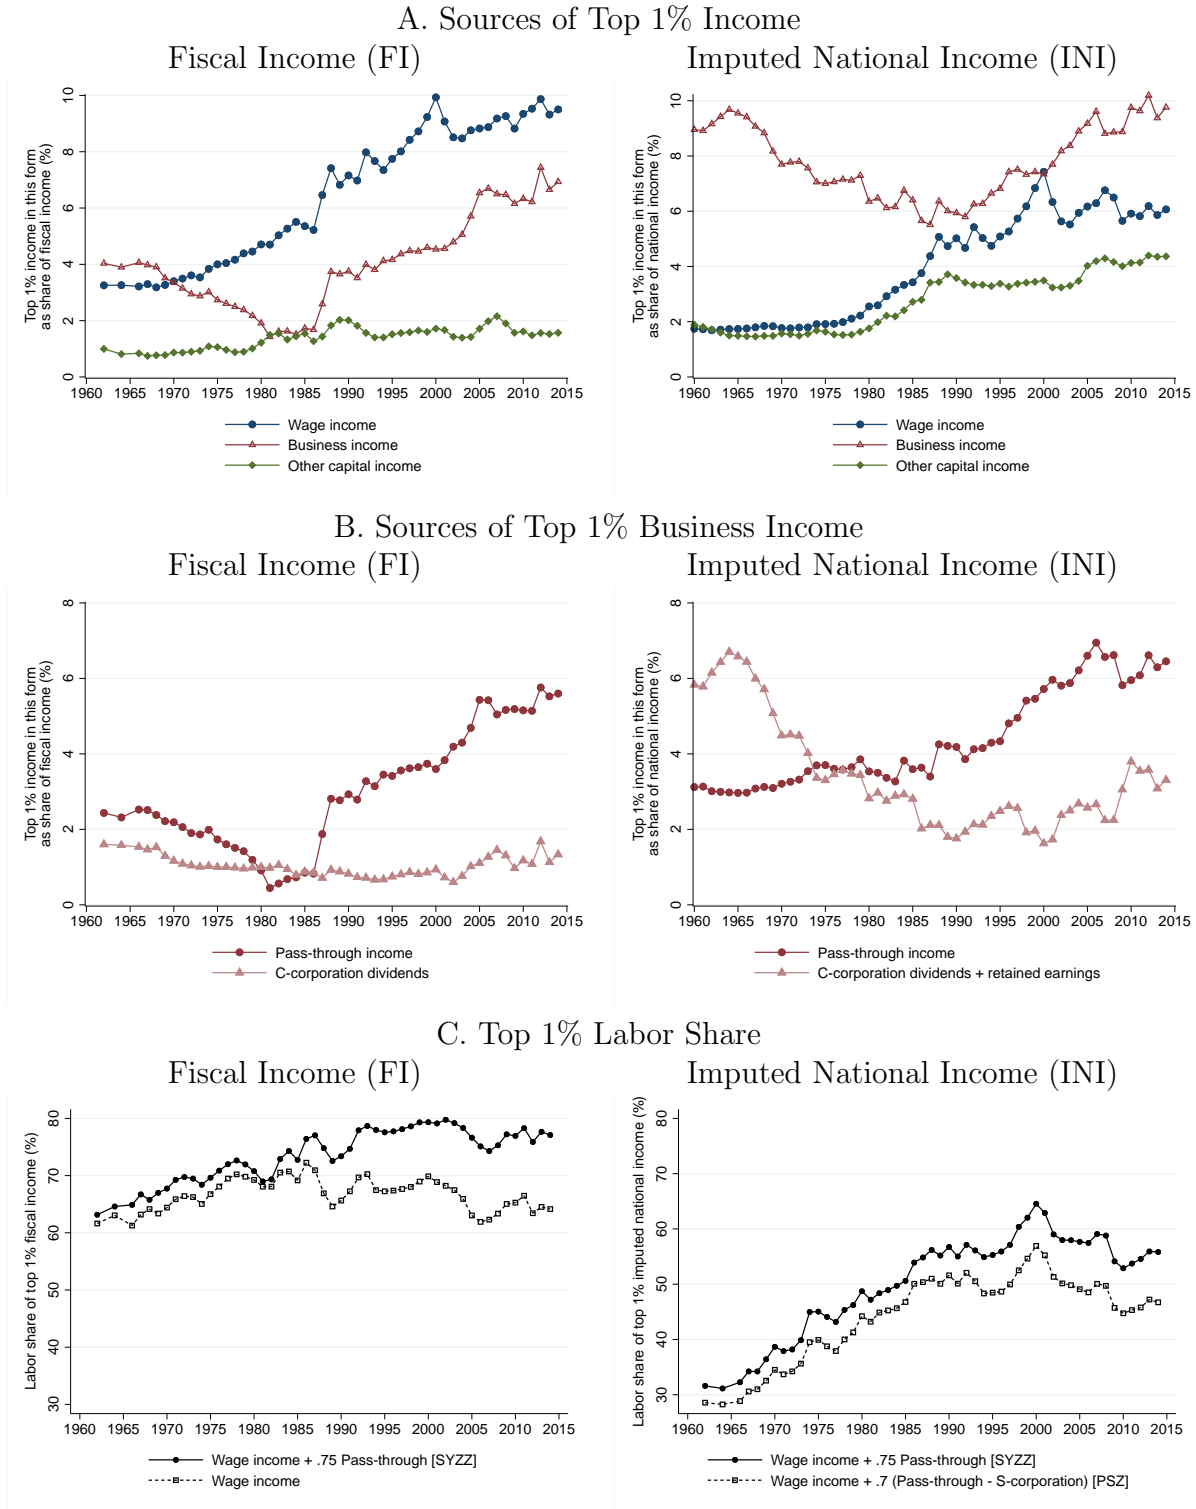 A. Sources of Top 1% Income
Fiscal Income (FI)
Top 1% income in this form
as share of fiscal income (%)
10
8
6
4
2
0
1960 1965 1970 1975 1980 1985 1990 1995 2000 2005 2010 2015
Wage income
Business income
Other capital income
Imputed National Income (INI)
Top 1% income in this form
as share of national income (%)
10
8
6
4
2
0
1960 1965 1970 1975 1980 1985 1990 1995 2000 2005 2010 2015
Wage income
Business income
Other capital income
B. Sources of Top 1% Business Income
Fiscal Income (FI)
Top 1% income in this form
as share of fiscal income (%)
8
6
4
2
0
1960 1965 1970 1975 1980 1985 1990 1995 2000 2005 2010 2015
Pass-through income
C-corporation dividends
Imputed National Income (INI)
Top 1% income in this form
as share of national income (%)
8
6
4
2
0
1960 1965 1970 1975 1980 1985 1990 1995 2000 2005 2010 2015
Pass-through income
C-corporation dividends + retained earnings
C. Top 1% Labor Share
Fiscal Income (FI)
Labor share of top 1% fiscal income (%)
80
70
60
50
40
30
1960 1965 1970 1975 1980 1985 1990 1995 2000 2005 2010 2015
Wage income + .75 Pass-through [SYZZ]
Wage income
Imputed National Income (INI)
Labor share of top 1% imputed national income (%)
80
70
60
50
40
30
1960 1965 1970 1975 1980 1985 1990 1995 2000 2005 2010 2015
Wage income + .75 Pass-through [SYZZ]
Wage income + .7 (Pass-through - S-corporation) [PSZ]